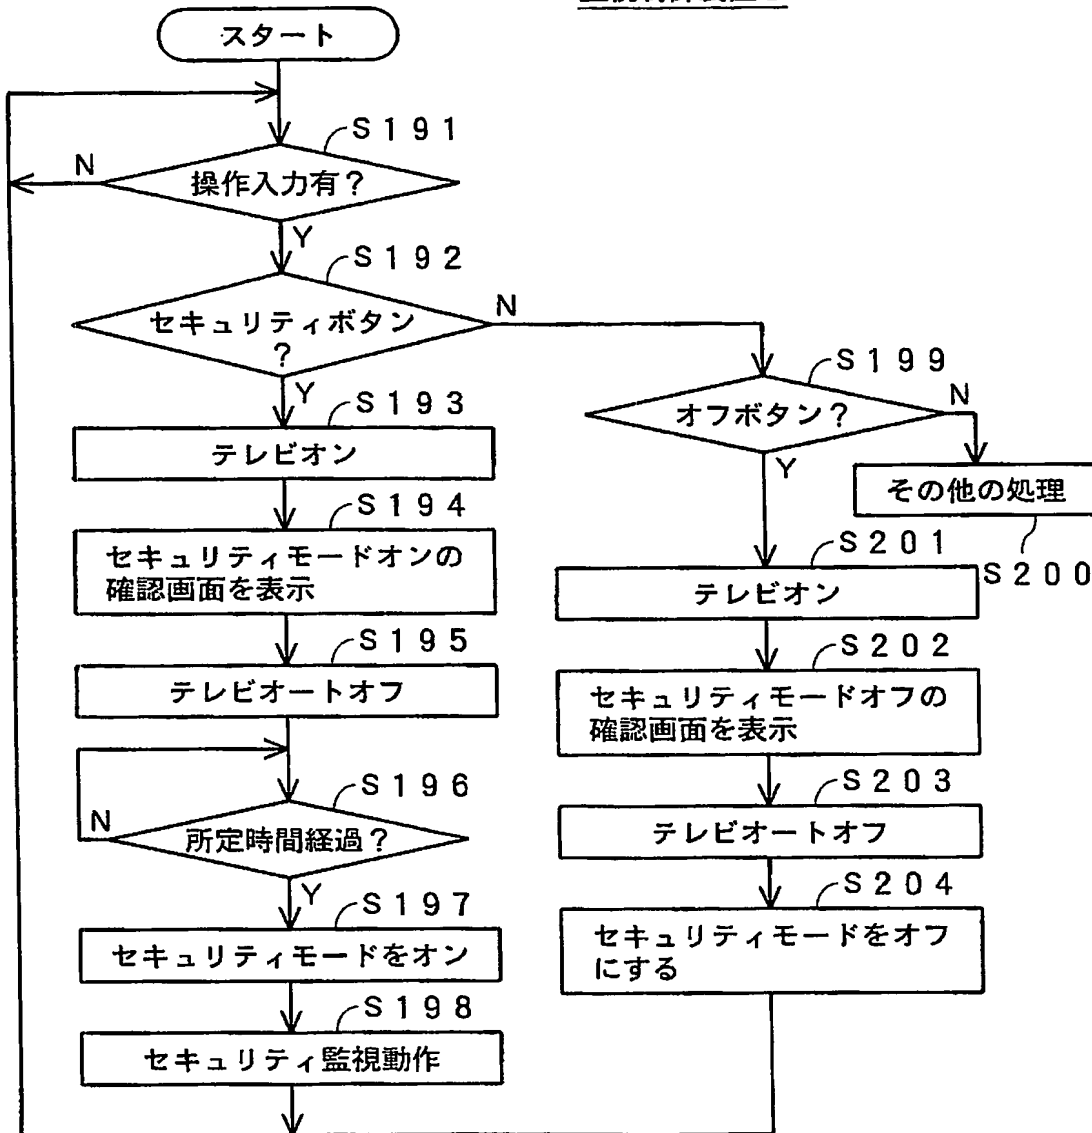 スタート
S191
N
操作入力有？
Y
S192
N
セキュリティボタン
？
Y
S193
テレビオン
S194
セキュリティモードオンの
確認画面を表示
S195
テレビオートオフ
S196
N
所定時間経過？
Y
S197
セキュリティモードをオン
S198
セキュリティ監視動作
S199
N
オフボタン？
Y
その他の処理
S200
S201
テレビオン
S202
セキュリティモードオフの
確認画面を表示
S203
テレビオートオフ
S204
セキュリティモードをオフ
にする